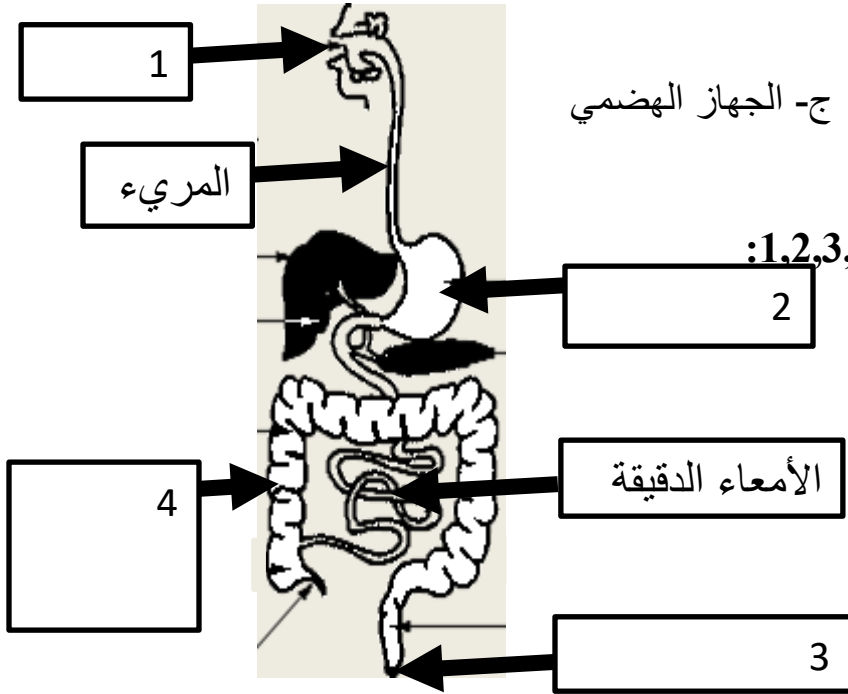 1
ج- الجهاز الهضمي
المريء
1,2,3,:
2
الأمعاء الدقيقة
4
3